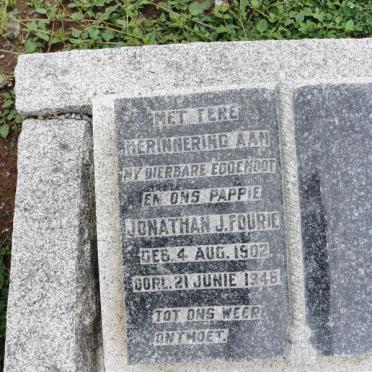 MET TERE
HERINNERING AAN
MY DIERBARE EGGENOOT
EN ONS PAPPIE
JONATHAN J. FOURIE
GEB. 4 AUG. 1902
OORL. 21 JUNIE 1946
TOT ONS WEER
ONTMOET.